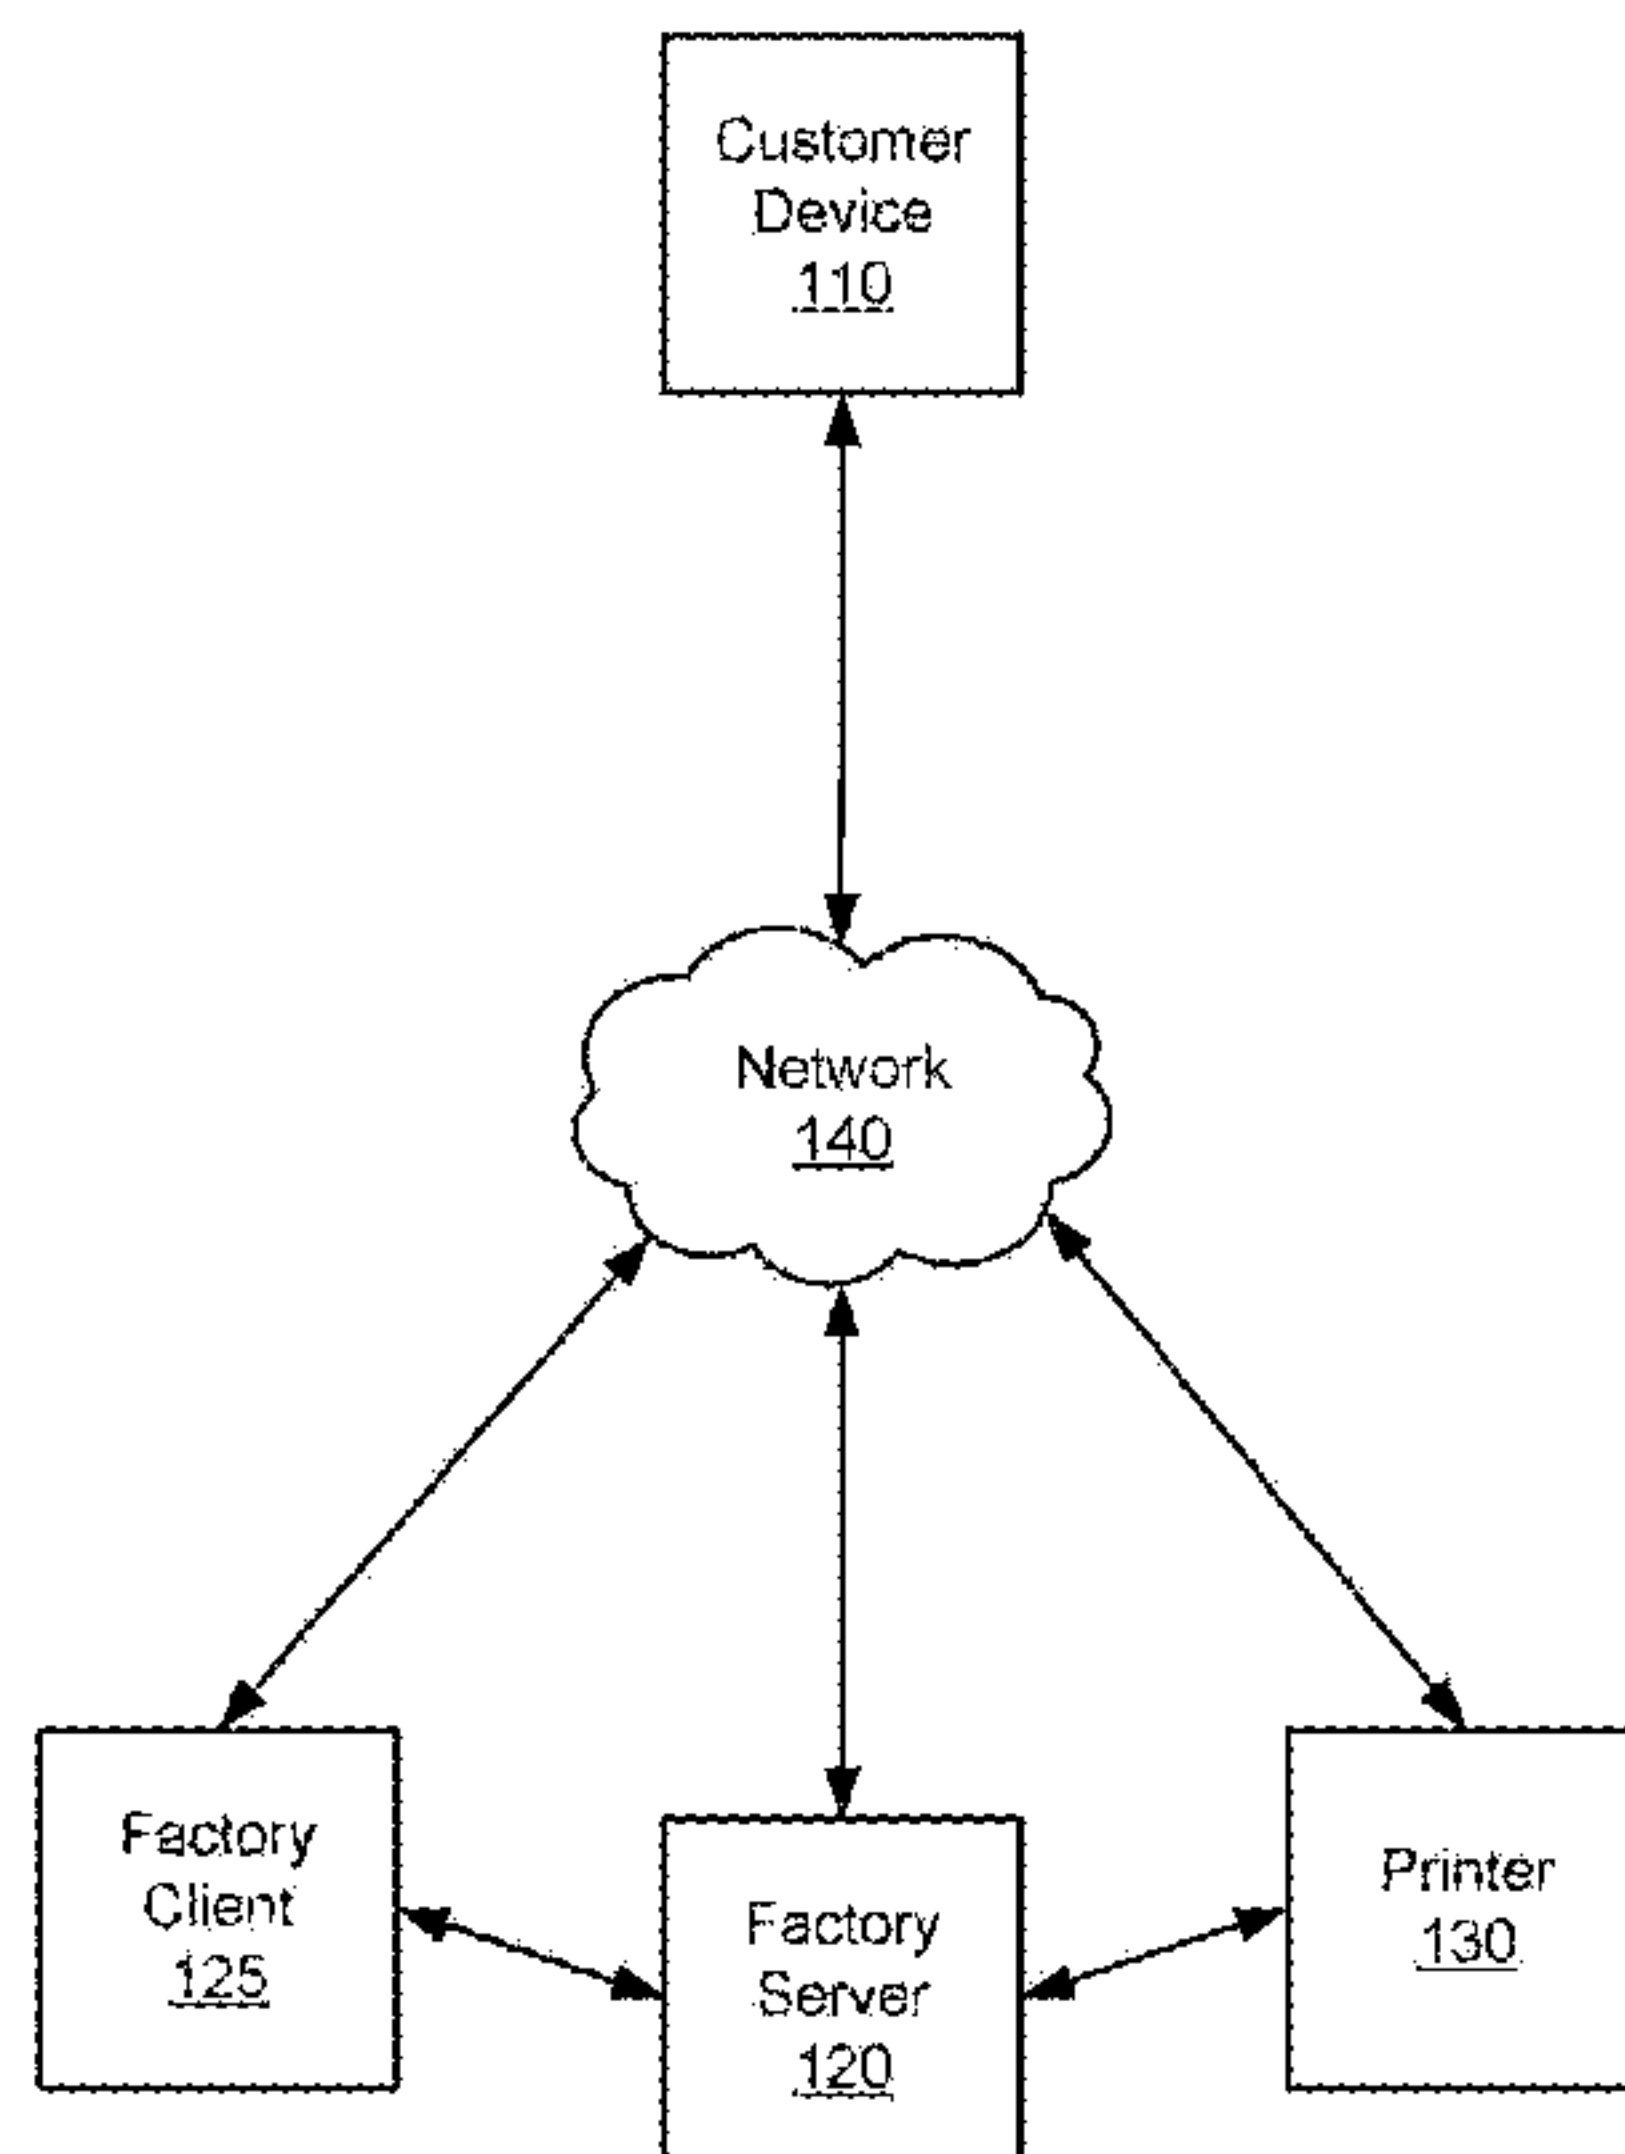 Customer
Device
110
Network
140
Factory
Client
125
Factory
Server
120
Printer
130